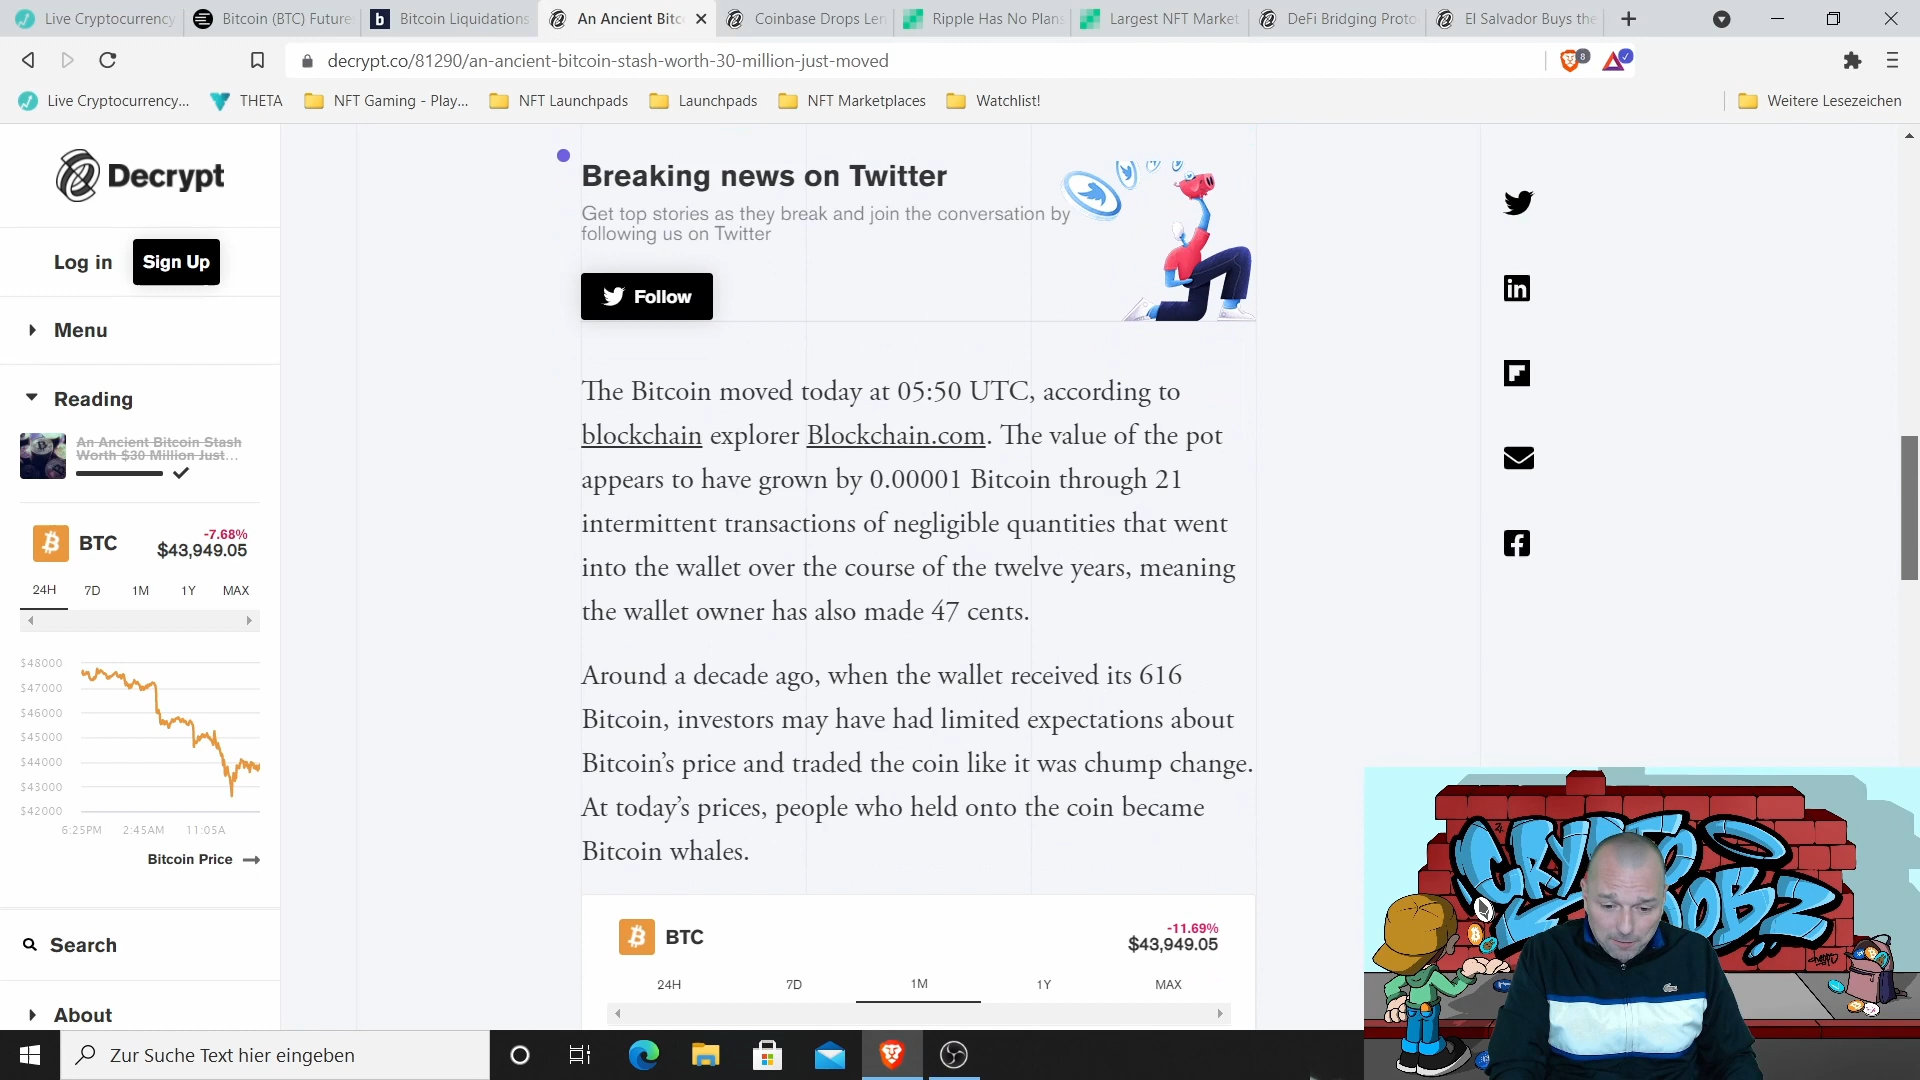 Live Cryptocurrency
Bitcoin (BTC) Future
Bitcoin Liquidations
An Ancient Bitc
Coinbase Drops Len
Ripple Has No Plans
Largest NFT Market
DeFi Bridging Proto
El Salvador Buys the
decrypt.co/81290/an-ancient-bitcoin-stash-worth-30-million-just-moved
8
Live Cryptocurrency...
THETA
NFT Gaming - Play...
NFT Launchpads
Launchpads
NFT Marketplaces
Watchlist!
Weitere Lesezeichen
Decrypt
Log in
Sign Up
Menu
Reading
An Ancient Bitcoin Stash
Worth $30 Million Just...
BTC
-7.68%
$43,949.05
24H
7D
1M
1Y
MAX
$48000
$47000
$46000
$45000
$44000
$43000
$42000
6:25PM
2:45AM
11:05A
Bitcoin Price
Search
About
Breaking news on Twitter
Get top stories as they break and join the conversation by
following us on Twitter
Follow
The Bitcoin moved today at 05:50 UTC, according to
blockchain explorer Blockchain.com. The value of the pot
appears to have grown by 0.00001 Bitcoin through 21
intermittent transactions of negligible quantities that went
into the wallet over the course of the twelve years, meaning
the wallet owner has also made 47 cents.
Around a decade ago, when the wallet received its 616
Bitcoin, investors may have had limited expectations about
Bitcoin’s price and traded the coin like it was chump change.
At today’s prices, people who held onto the coin became
Bitcoin whales.
BTC
-11.69%
$43,949.05
24H
7D
1M
1Y
MAX
Zur Suche Text hier eingeben